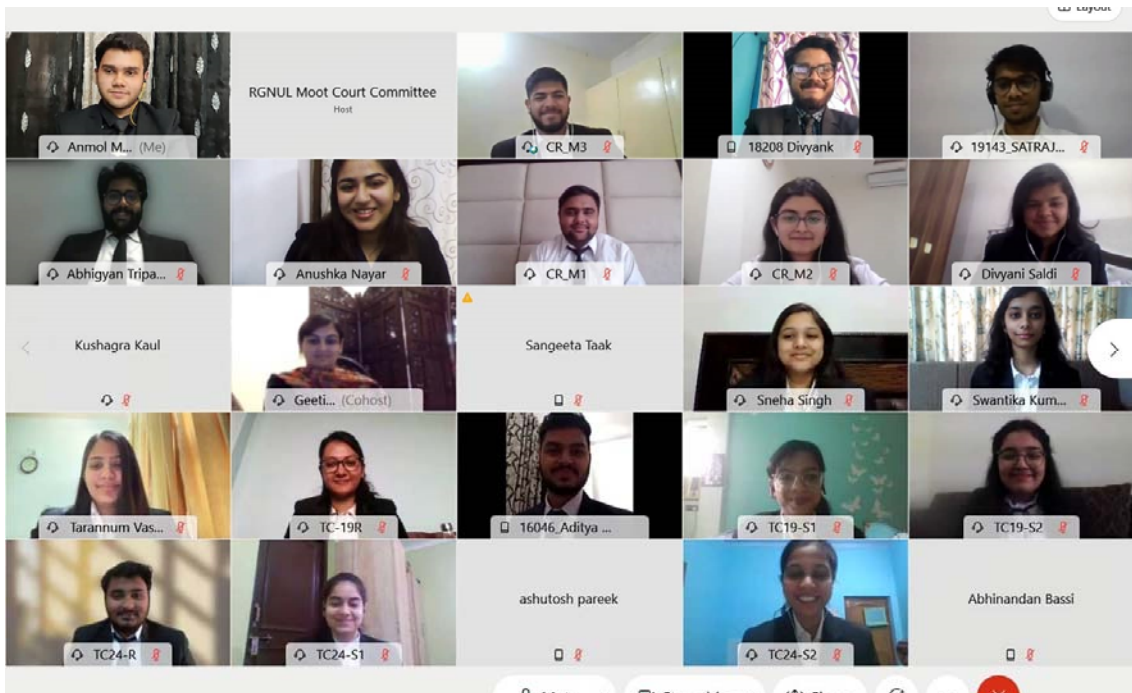 Layout
Anmol M... (Me)
RGNUL Moot Court Committee
Host
CR_M3
18208 Divyank
19143_SATRAJ...
Abhigyan Tripa...
Anushka Nayar
CR_M1
CR_M2
Divyani Saldi
Kushagra Kaul
Geeti... (Cohost)
Sangeeta Taak
Sneha Singh
Swantika Kum...
Tarannum Vas...
TC-19R
16046_Aditya ...
TC19-S1
TC19-S2
TC24-R
TC24-S1
ashutosh pareek
TC24-S2
Abhinandan Bassi